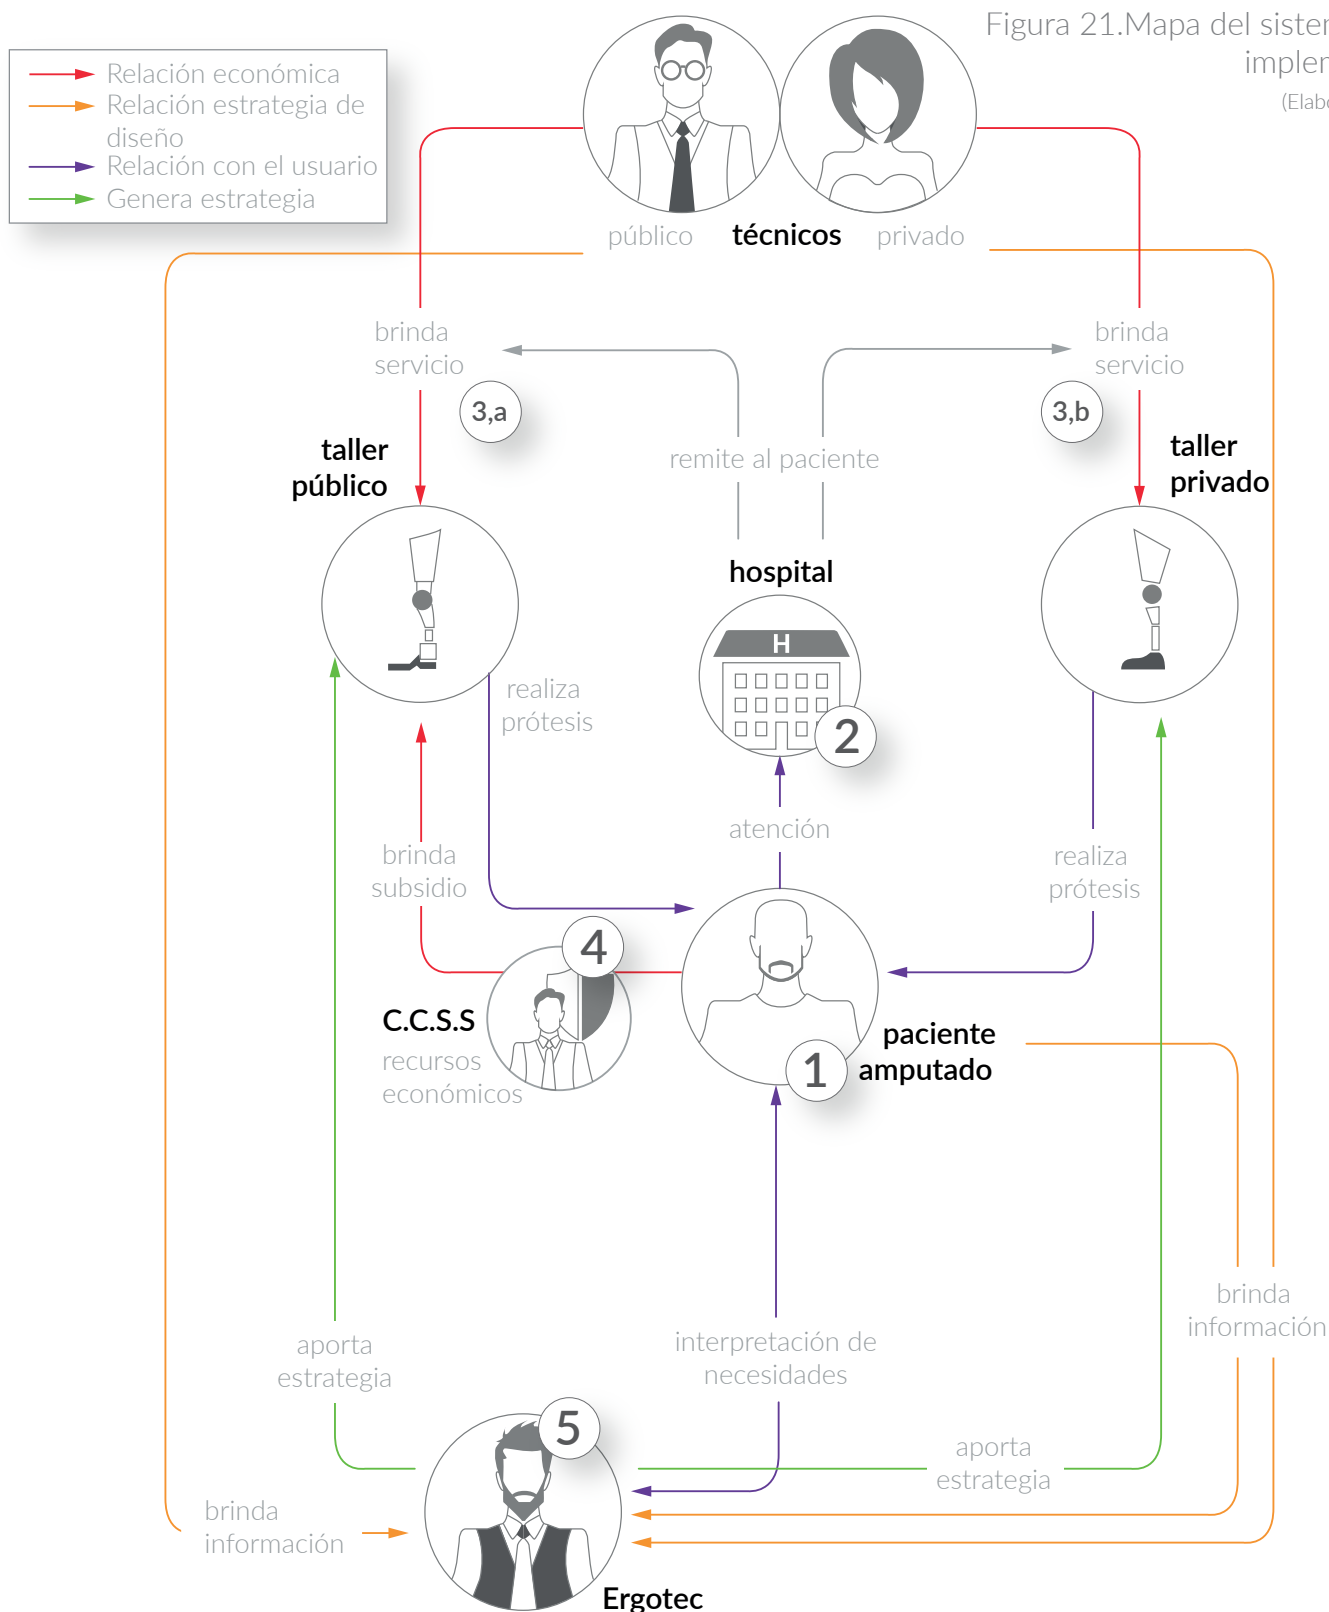 Figura 21.Mapa del
(Elab
Relación económica
Relación estrategia de
diseño
Relación con el usuario
Genera estrategia
público técnicos privado
brinda
servicio
brinda
servicio
3,a
3,b
taller
público
remite al paciente
taller
privado
hospital
H
2
realiza
prótesis
atención
brinda
subsidio
realiza
prótesis
4
C.C.S.S
recursos
económicos
paciente
amputado
1
brinda
información
aporta
estrategia
interpretación de
necesidades
5
aporta
estrategia
brinda
información
Ergotec